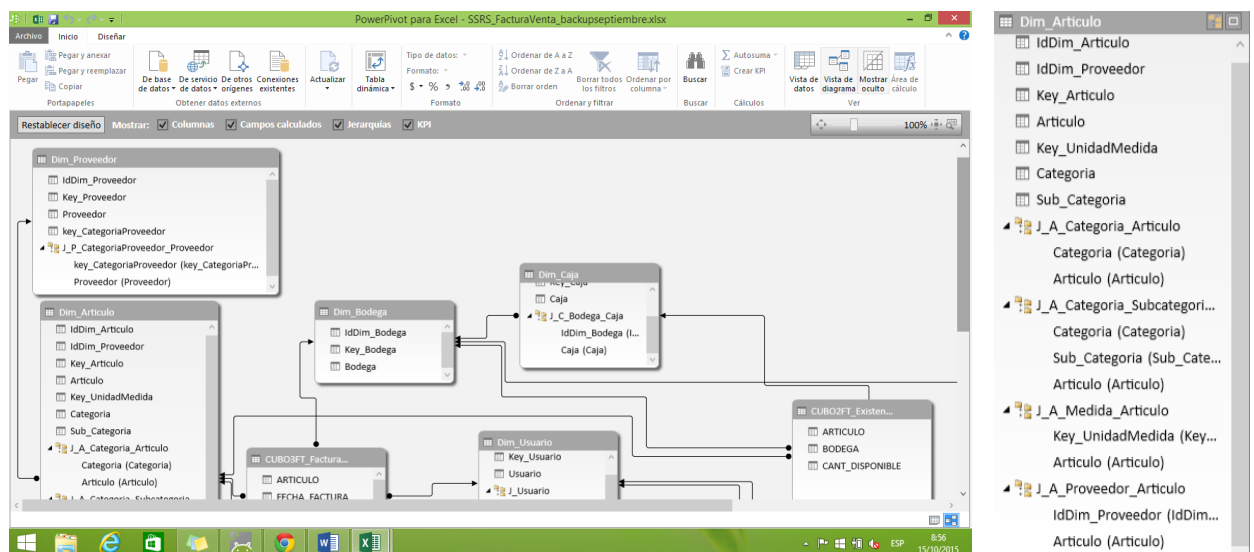 PowerPivot para Excel - SSRS_FacturaVenta_backupseptiembre.xlsx
Archivo Inicio Diseñar
Pegar
Pegar y anexar
Pegar y reemplazar
Copiar
Portapapeles
De base de datos
De servicio de datos
De otros orígenes
Conexiones existentes
Obtener datos externos
Actualizar
Tabla dinámica
Tipo de datos:
Formato:
$ % , .00 .00
Formato
Ordenar de A a Z
Ordenar de Z a A
Borrar orden
Borrar todos los filtros
Ordenar por columna
Ordenar y filtrar
Buscar
Buscar
Autosuma
Crear KPI
Cálculos
Vista de datos
Vista de diagrama
Mostrar oculto
Área de cálculo
Ver
Restablecer diseño Mostrar: Columnas Campos calculados Jerarquías KPI 100%
Dim_Proveedor
IdDim_Proveedor
Key_Proveedor
Proveedor
key_CategoriaProveedor
J_P_CategoriaProveedor_Proveedor
key_CategoriaProveedor (key_CategoriaPr...
Proveedor (Proveedor)
Dim_Articulo
IdDim_Articulo
IdDim_Proveedor
Key_Articulo
Articulo
Key_UnidadMedida
Categoria
Sub_Categoria
J_A_Categoria_Articulo
Categoria (Categoria)
Articulo (Articulo)
J_A_Categoria_Subcategoria
Dim_Bodega
IdDim_Bodega
Key_Bodega
Bodega
Dim_Caja
Key_Caja
Caja
J_C_Bodega_Caja
IdDim_Bodega (I...
Caja (Caja)
CUBO3FT_Factura...
ARTICULO
FECHA_FACTURA
Dim_Usuario
Key_Usuario
Usuario
J_Usuario
CUBO2FT_Existen...
ARTICULO
BODEGA
CANT_DISPONIBLE
ESP
8:56
15/10/2015
Dim_Articulo
IdDim_Articulo
IdDim_Proveedor
Key_Articulo
Articulo
Key_UnidadMedida
Categoria
Sub_Categoria
J_A_Categoria_Articulo
Categoria (Categoria)
Articulo (Articulo)
J_A_Categoria_Subcategori...
Categoria (Categoria)
Sub_Categoria (Sub_Cate...
Articulo (Articulo)
J_A_Medida_Articulo
Key_UnidadMedida (Key...
Articulo (Articulo)
J_A_Proveedor_Articulo
IdDim_Proveedor (IdDim...
Articulo (Articulo)